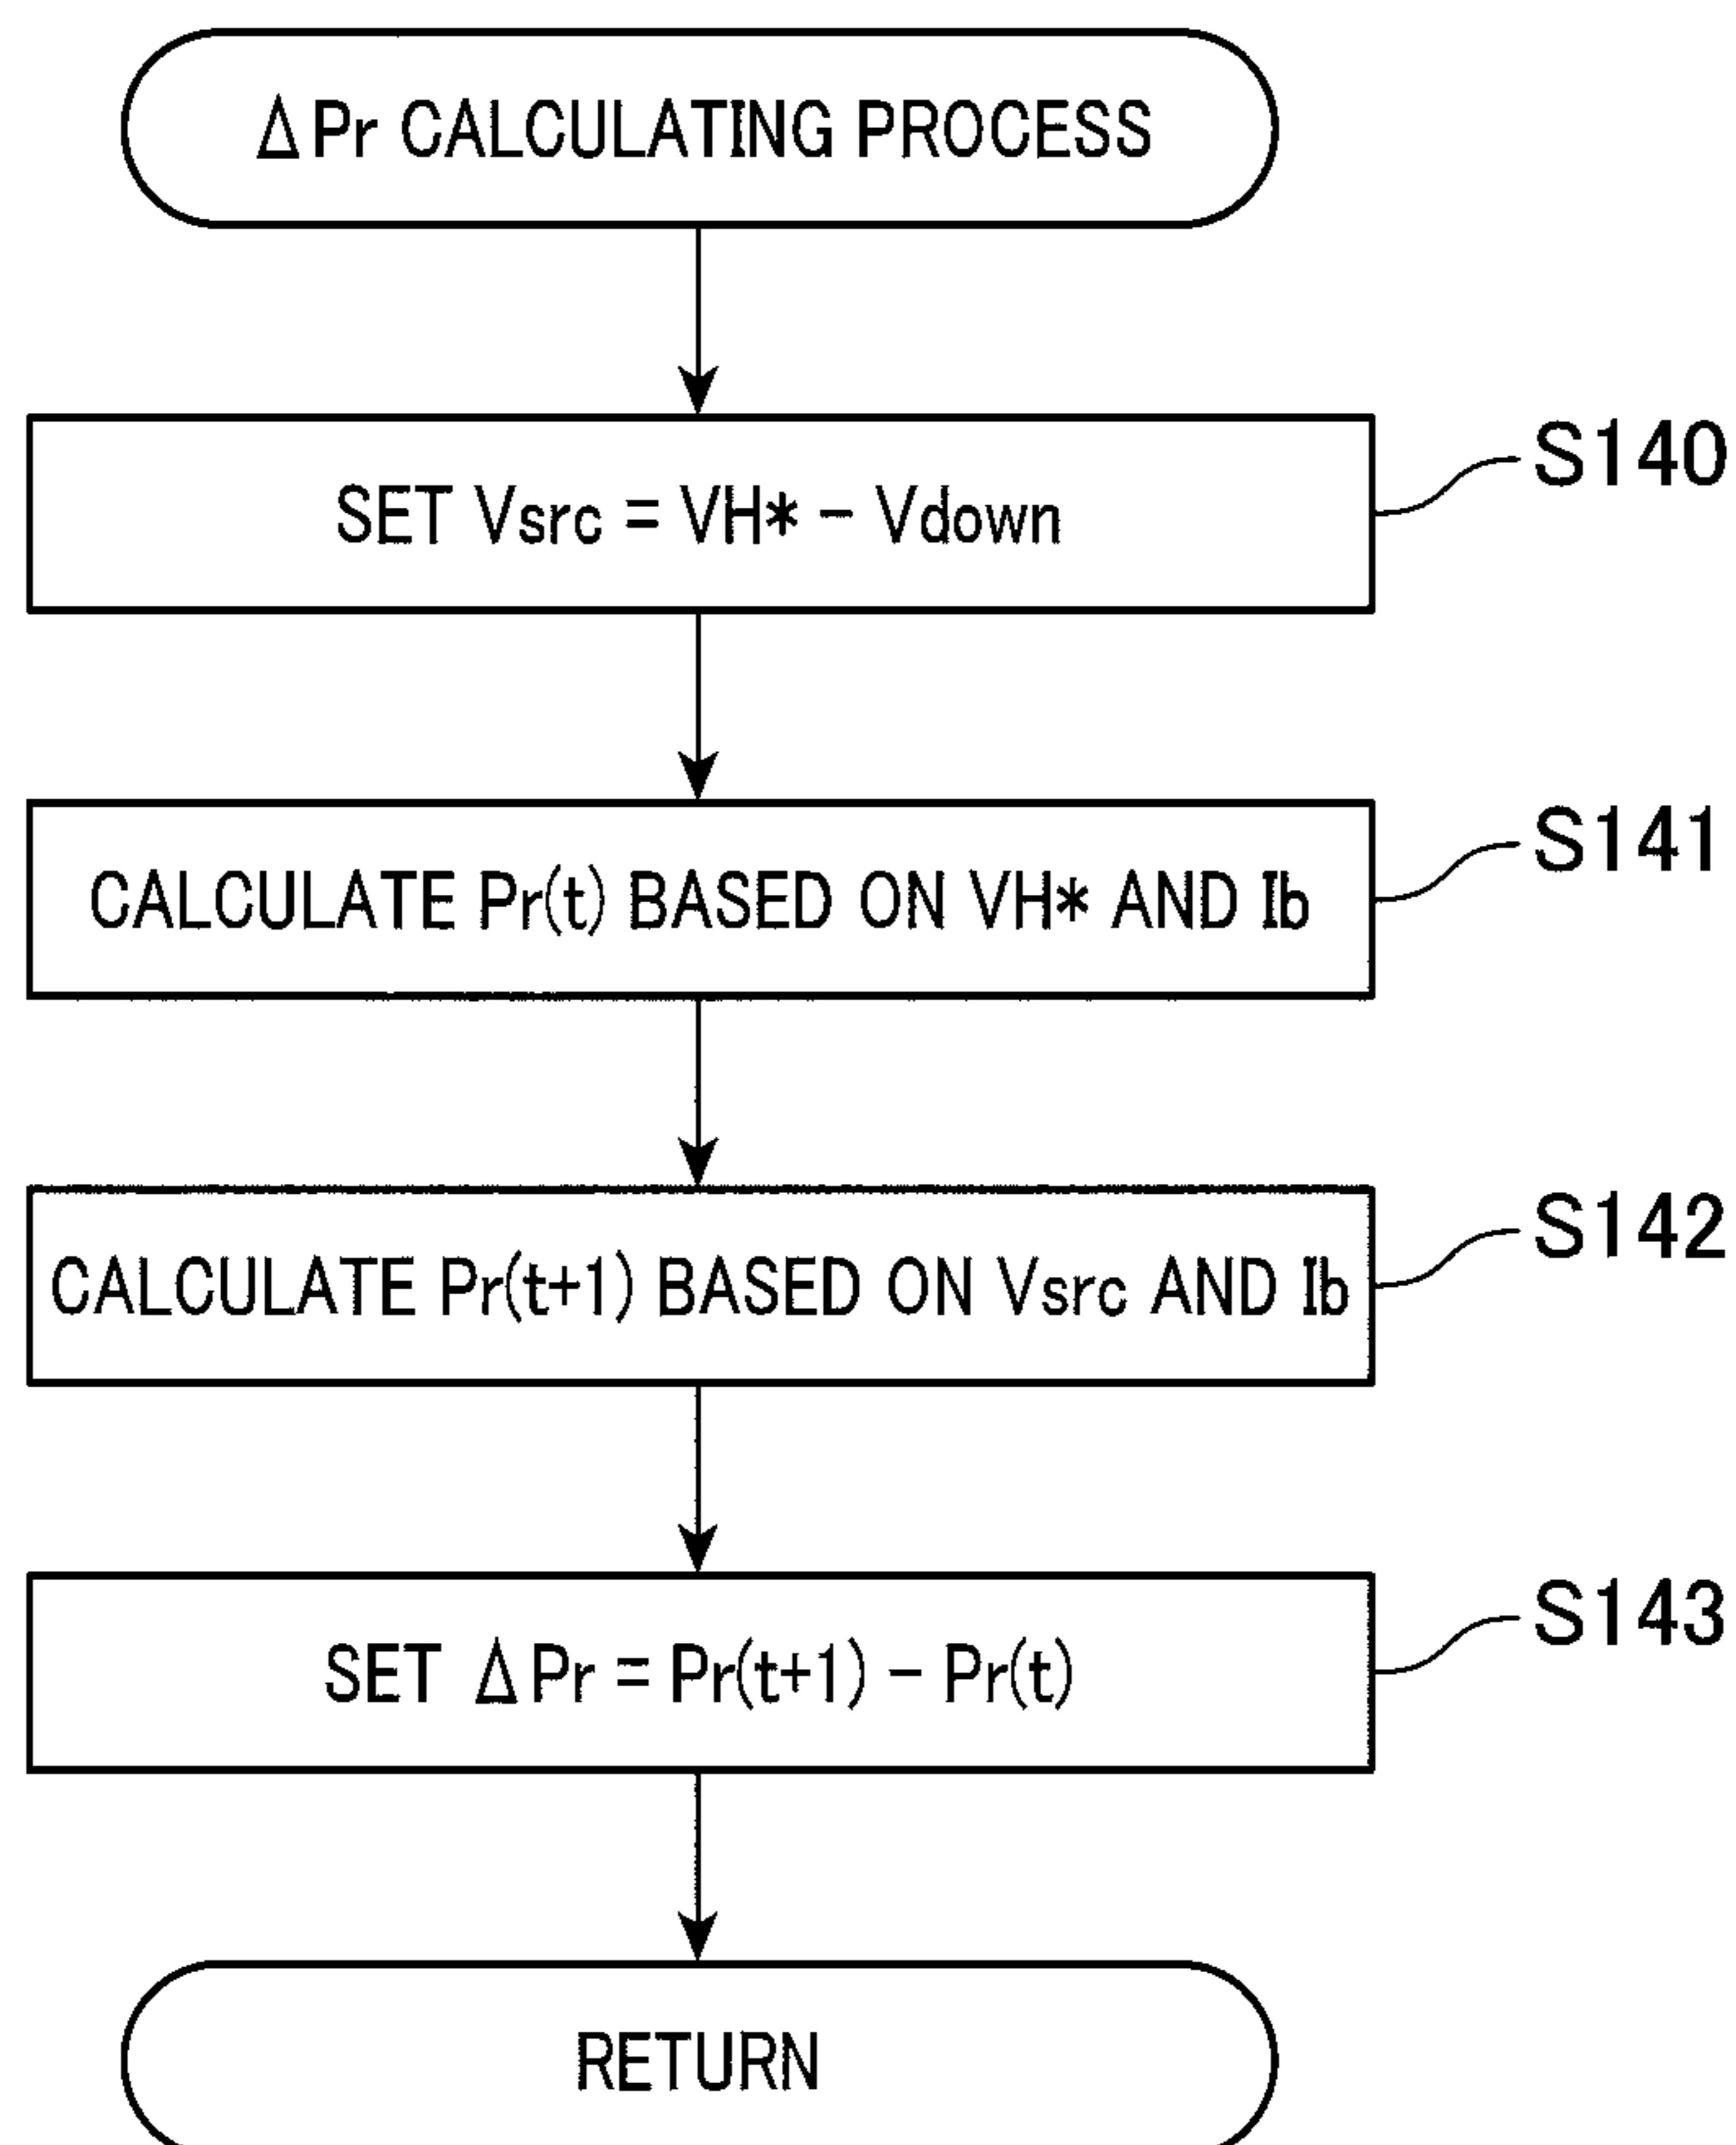 ΔPr CALCULATING PROCESS
SET Vsrc = VH* - Vdown
S140
CALCULATE Pr(t) BASED ON VH* AND Ib
S141
CALCULATE Pr(t+1) BASED ON Vsrc AND Ib
S142
SET ΔPr = Pr(t+1) - Pr(t)
S143
RETURN